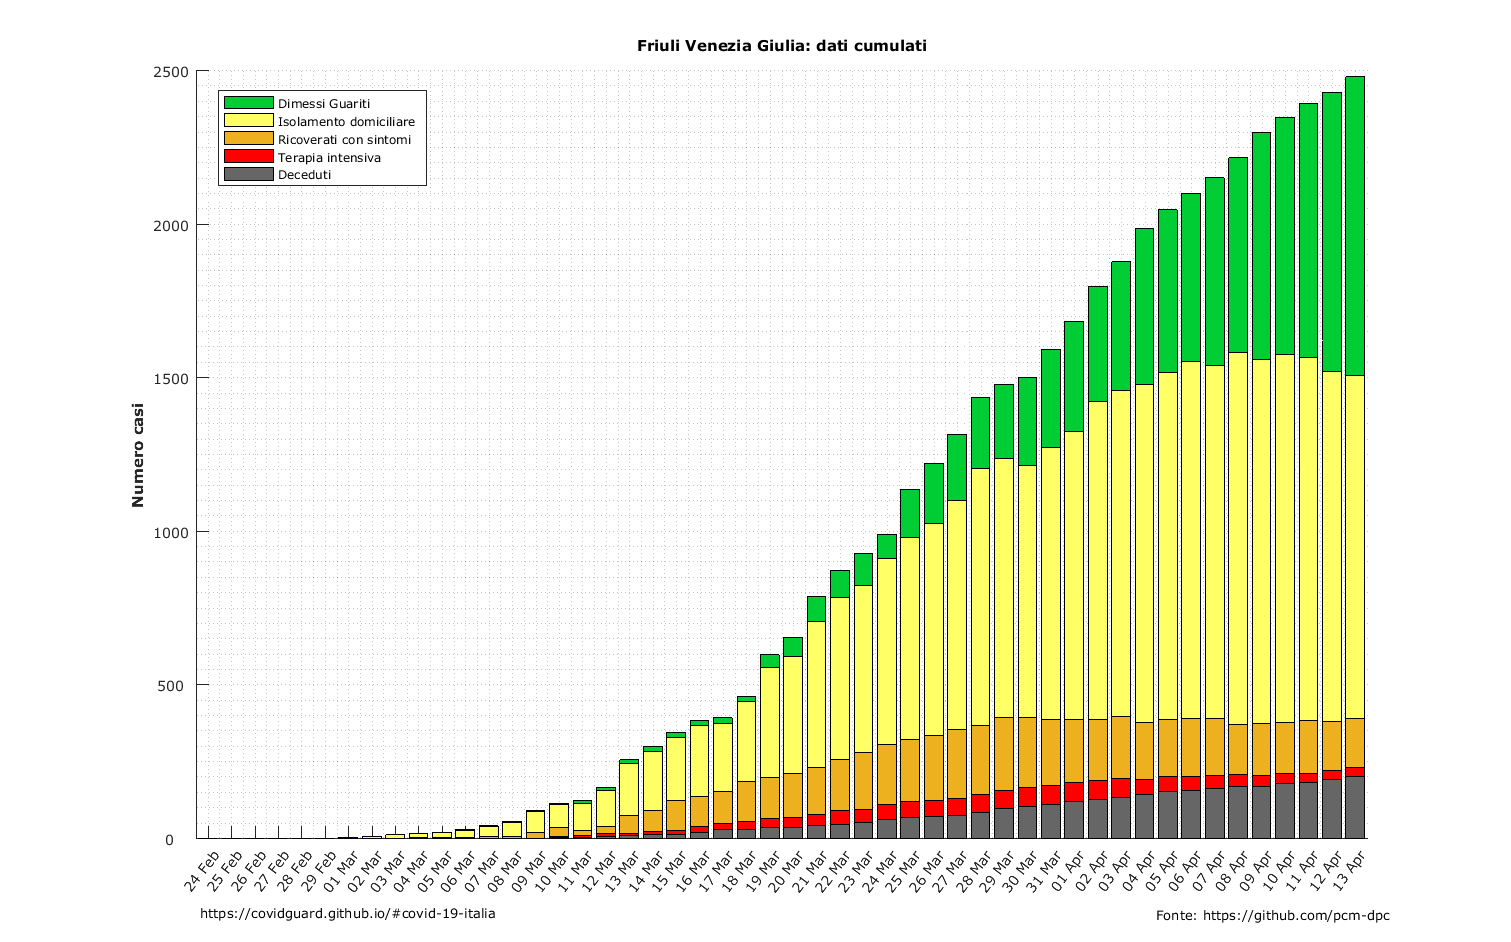 Friuli Venezia Giulia: dati cumulati
2500
2000
1500
1000
500
0
Numero casi
Dimessi Guariti
Isolamento domiciliare
Ricoverati con sintomi
Terapia intensiva
Deceduti
24 Feb
25 Feb
26 Feb
27 Feb
28 Feb
29 Feb
01 Mar
02 Mar
03 Mar
04 Mar
05 Mar
06 Mar
07 Mar
08 Mar
09 Mar
10 Mar
11 Mar
12 Mar
13 Mar
14 Mar
15 Mar
16 Mar
17 Mar
18 Mar
19 Mar
20 Mar
21 Mar
22 Mar
23 Mar
24 Mar
25 Mar
26 Mar
27 Mar
28 Mar
29 Mar
30 Mar
31 Mar
01 Apr
02 Apr
03 Apr
04 Apr
05 Apr
06 Apr
07 Apr
08 Apr
09 Apr
10 Apr
11 Apr
12 Apr
13 Apr
https://covidguard.github.io/#covid-19-italia
Fonte: https://github.com/pcm-dpc